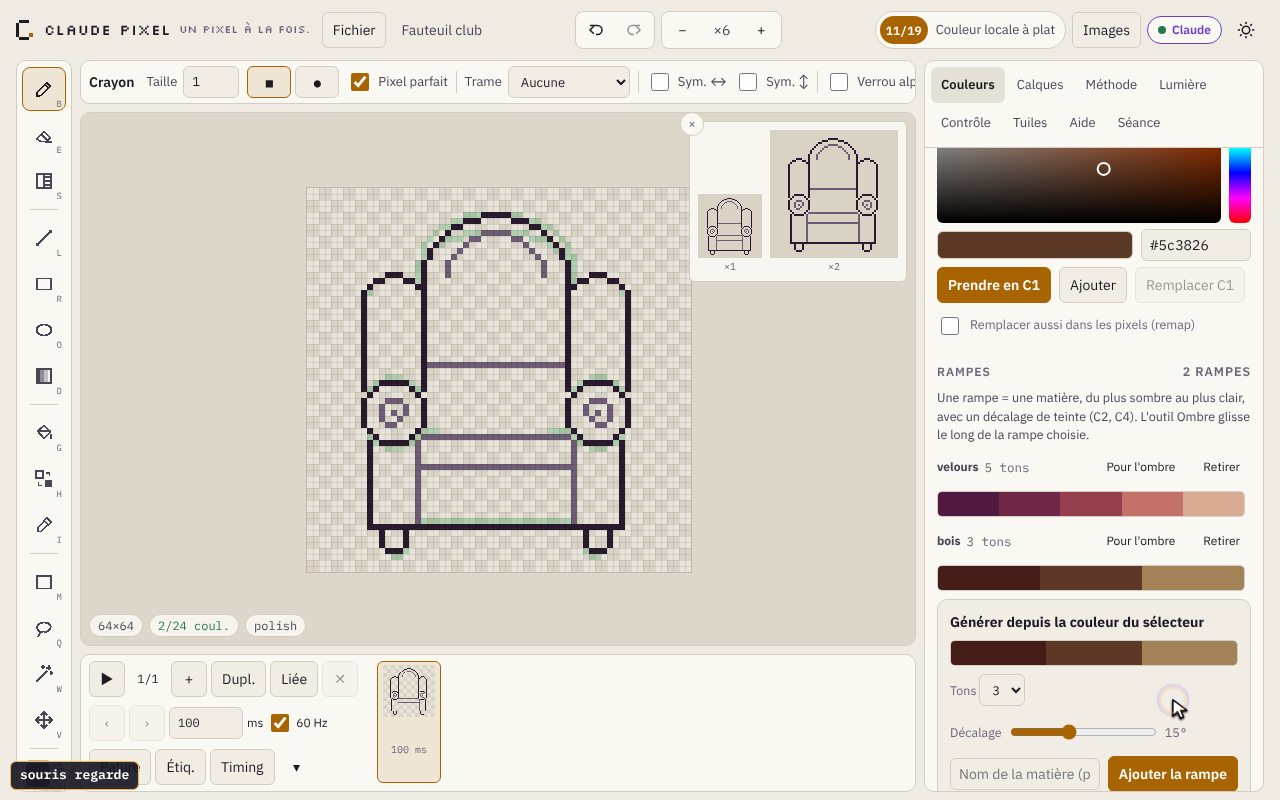 CLAUDE PIXEL UN PIXEL À LA FOIS. Fichier Fauteuil club − ×6 + 11/19 Couleur locale à plat Images Claude
Crayon Taille 1 Pixel parfait Trame Aucune Sym. ↔ Sym. ↕ Verrou alp
Couleurs Calques Méthode Lumière
Contrôle Tuiles Aide Séance
B
E
S
L
R
O
D
G
H
I
M
Q
W
V
×
×1 ×2
#5c3826
Prendre en C1 Ajouter Remplacer C1
Remplacer aussi dans les pixels (remap)
RAMPES 2 RAMPES
Une rampe = une matière, du plus sombre au plus clair,
avec un décalage de teinte (C2, C4). L'outil Ombre glisse
le long de la rampe choisie.
velours 5 tons Pour l'ombre Retirer
bois 3 tons Pour l'ombre Retirer
Générer depuis la couleur du sélecteur
Tons 3
Décalage 15°
Nom de la matière (p Ajouter la rampe
64×64 2/24 coul. polish
1/1 + Dupl. Liée ×
‹ › 100 ms 60 Hz
Étiq. Timing ▾
100 ms
souris regarde